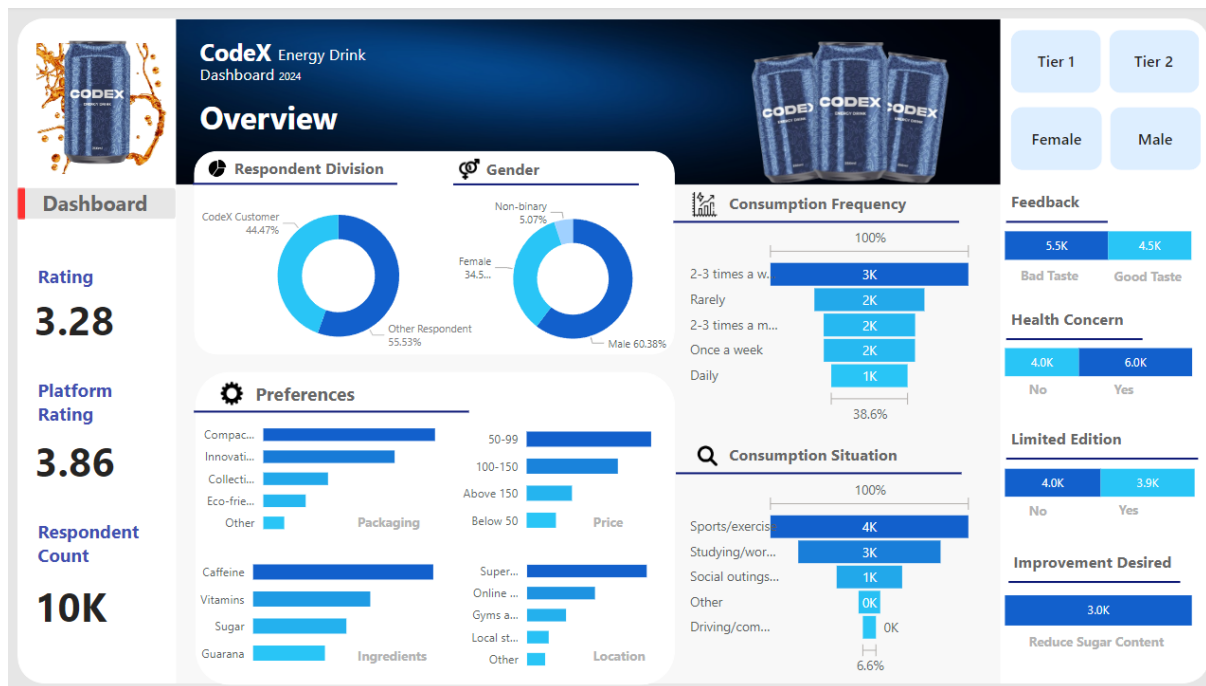 CODEX
ENERGY DRINK
CodeX Energy Drink
Dashboard 2024
Overview
CODEX
CODEX
CODEX
ENERGY DRINK
Tier 1
Tier 2
Female
Male
Dashboard
Rating
3.28
Platform
Rating
3.86
Respondent
Count
10K
Respondent Division
CodeX Customer
44.47%
Other Respondent
55.53%
Gender
Non-binary
5.07%
Female
34.5...
Male 60.38%
Preferences
Compac...
Innovati...
Collecti...
Eco-frie...
Other
Packaging
50-99
100-150
Above 150
Below 50
Price
Caffeine
Vitamins
Sugar
Guarana
Ingredients
Super...
Online ...
Gyms a...
Local st...
Other
Location
Consumption Frequency
100%
2-3 times a w... 3K
Rarely 2K
2-3 times a m... 2K
Once a week 2K
Daily 1K
38.6%
Consumption Situation
100%
Sports/exercise 4K
Studying/wor... 3K
Social outings... 1K
Other 0K
Driving/com... 0K
6.6%
Feedback
5.5K 4.5K
Bad Taste Good Taste
Health Concern
4.0K 6.0K
No Yes
Limited Edition
4.0K 3.9K
No Yes
Improvement Desired
3.0K
Reduce Sugar Content